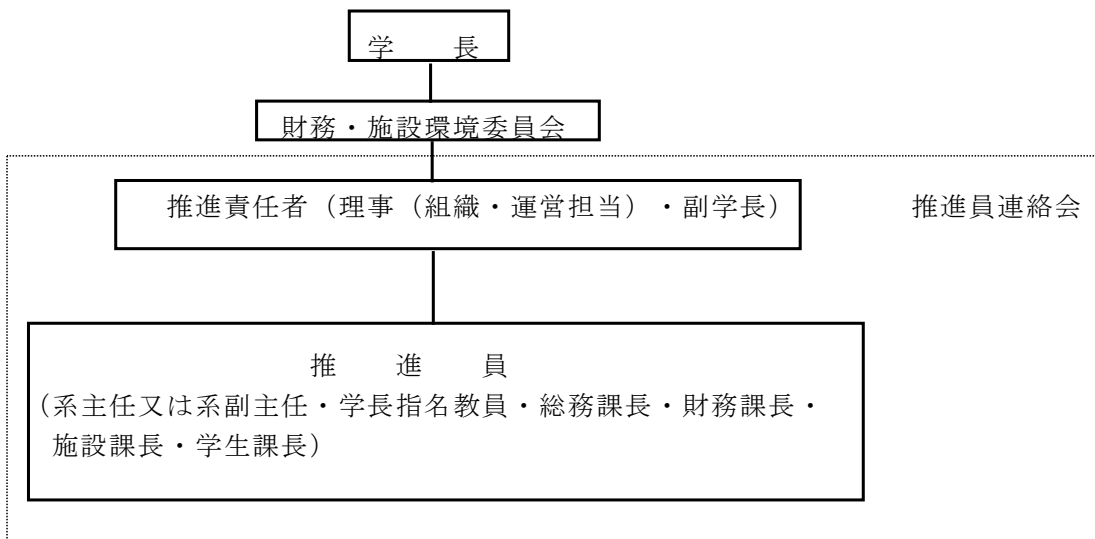 学　　長
財務・施設環境委員会
推進責任者（理事（組織・運営担当）・副学長）
推進員連絡会
推　　進　　員
（系主任又は系副主任・学長指名教員・総務課長・財務課長・
施設課長・学生課長）